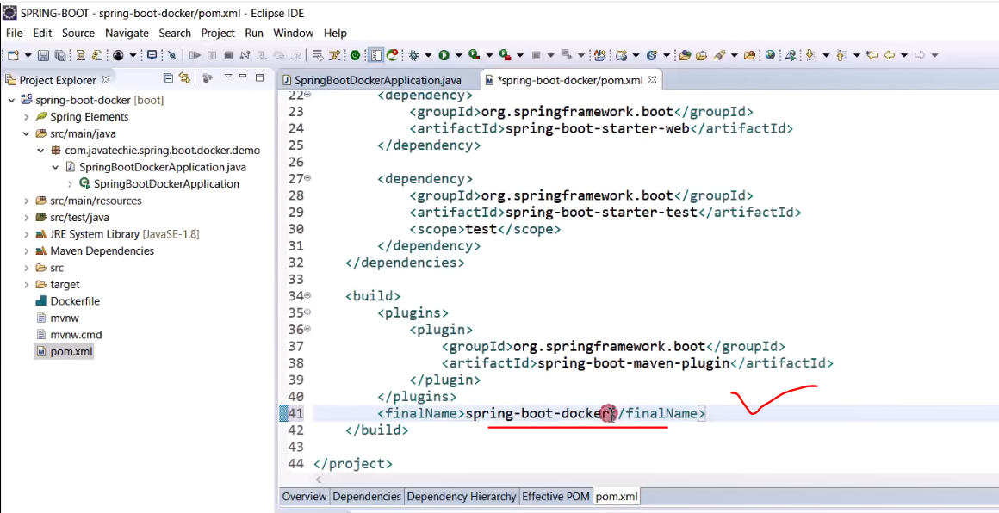 SPRING-BOOT - spring-boot-docker/pom.xml - Eclipse IDE
File Edit Source Navigate Search Project Run Window Help
Project Explorer
SpringBootDockerApplication.java
*spring-boot-docker/pom.xml
spring-boot-docker [boot]
Spring Elements
src/main/java
com.javatechie.spring.boot.docker.demo
SpringBootDockerApplication.java
SpringBootDockerApplication
src/main/resources
src/test/java
JRE System Library [JavaSE-1.8]
Maven Dependencies
src
target
Dockerfile
mvnw
mvnw.cmd
pom.xml
22 <dependency>
23 <groupId>org.springframework.boot</groupId>
24 <artifactId>spring-boot-starter-web</artifactId>
25 </dependency>
26
27 <dependency>
28 <groupId>org.springframework.boot</groupId>
29 <artifactId>spring-boot-starter-test</artifactId>
30 <scope>test</scope>
31 </dependency>
32 </dependencies>
33
34 <build>
35 <plugins>
36 <plugin>
37 <groupId>org.springframework.boot</groupId>
38 <artifactId>spring-boot-maven-plugin</artifactId>
39 </plugin>
40 </plugins>
41 <finalName>spring-boot-docker</finalName>
42 </build>
43
44 </project>
Overview Dependencies Dependency Hierarchy Effective POM pom.xml